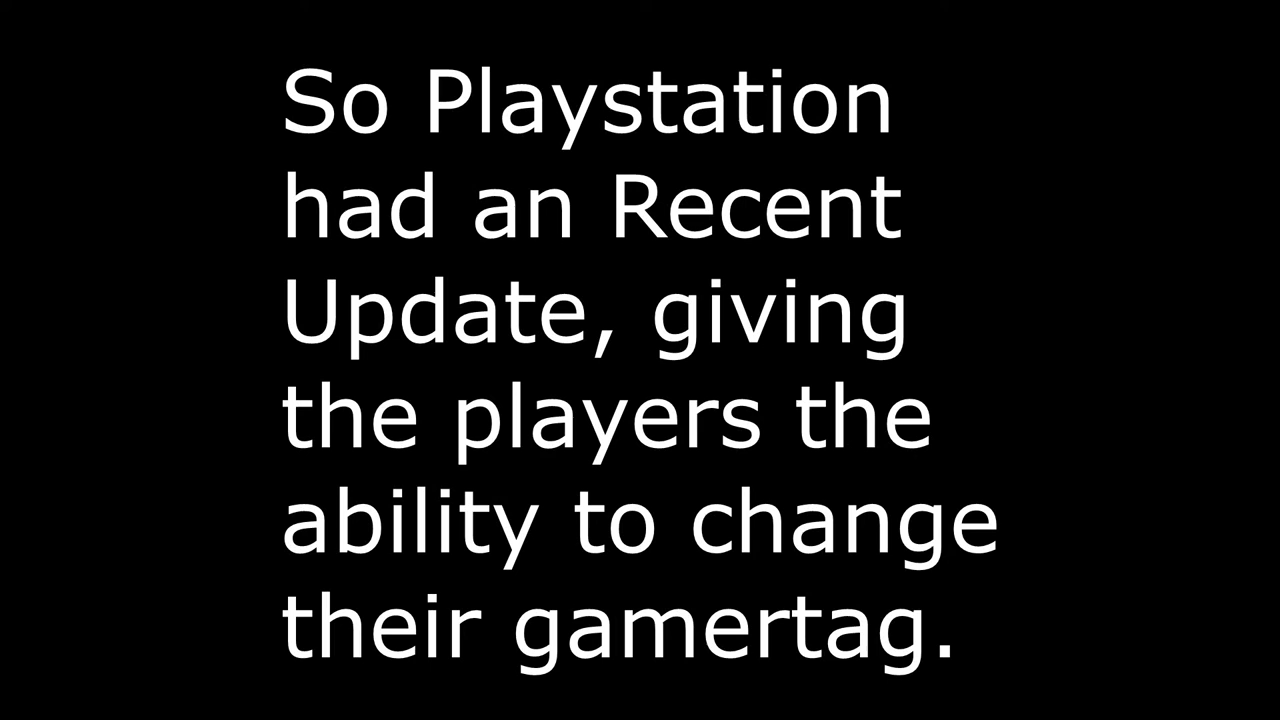 So Playstation
had an Recent
Update, giving
the players the
ability to change
their gamertag.